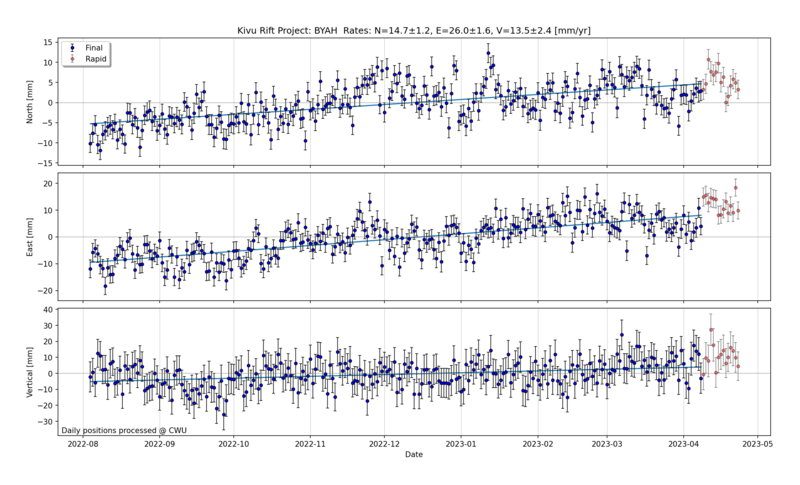 Kivu Rift Project: BYAH Rates: N=14.7±1.2, E=26.0±1.6, V=13.5±2.4 [mm/yr]
Final
Rapid
North [mm]
15
10
5
0
−5
−10
−15
East [mm]
20
10
0
−10
−20
Vertical [mm]
40
30
20
10
0
−10
−20
−30
Daily positions processed @ CWU
2022-08 2022-09 2022-10 2022-11 2022-12 2023-01 2023-02 2023-03 2023-04 2023-05
Date